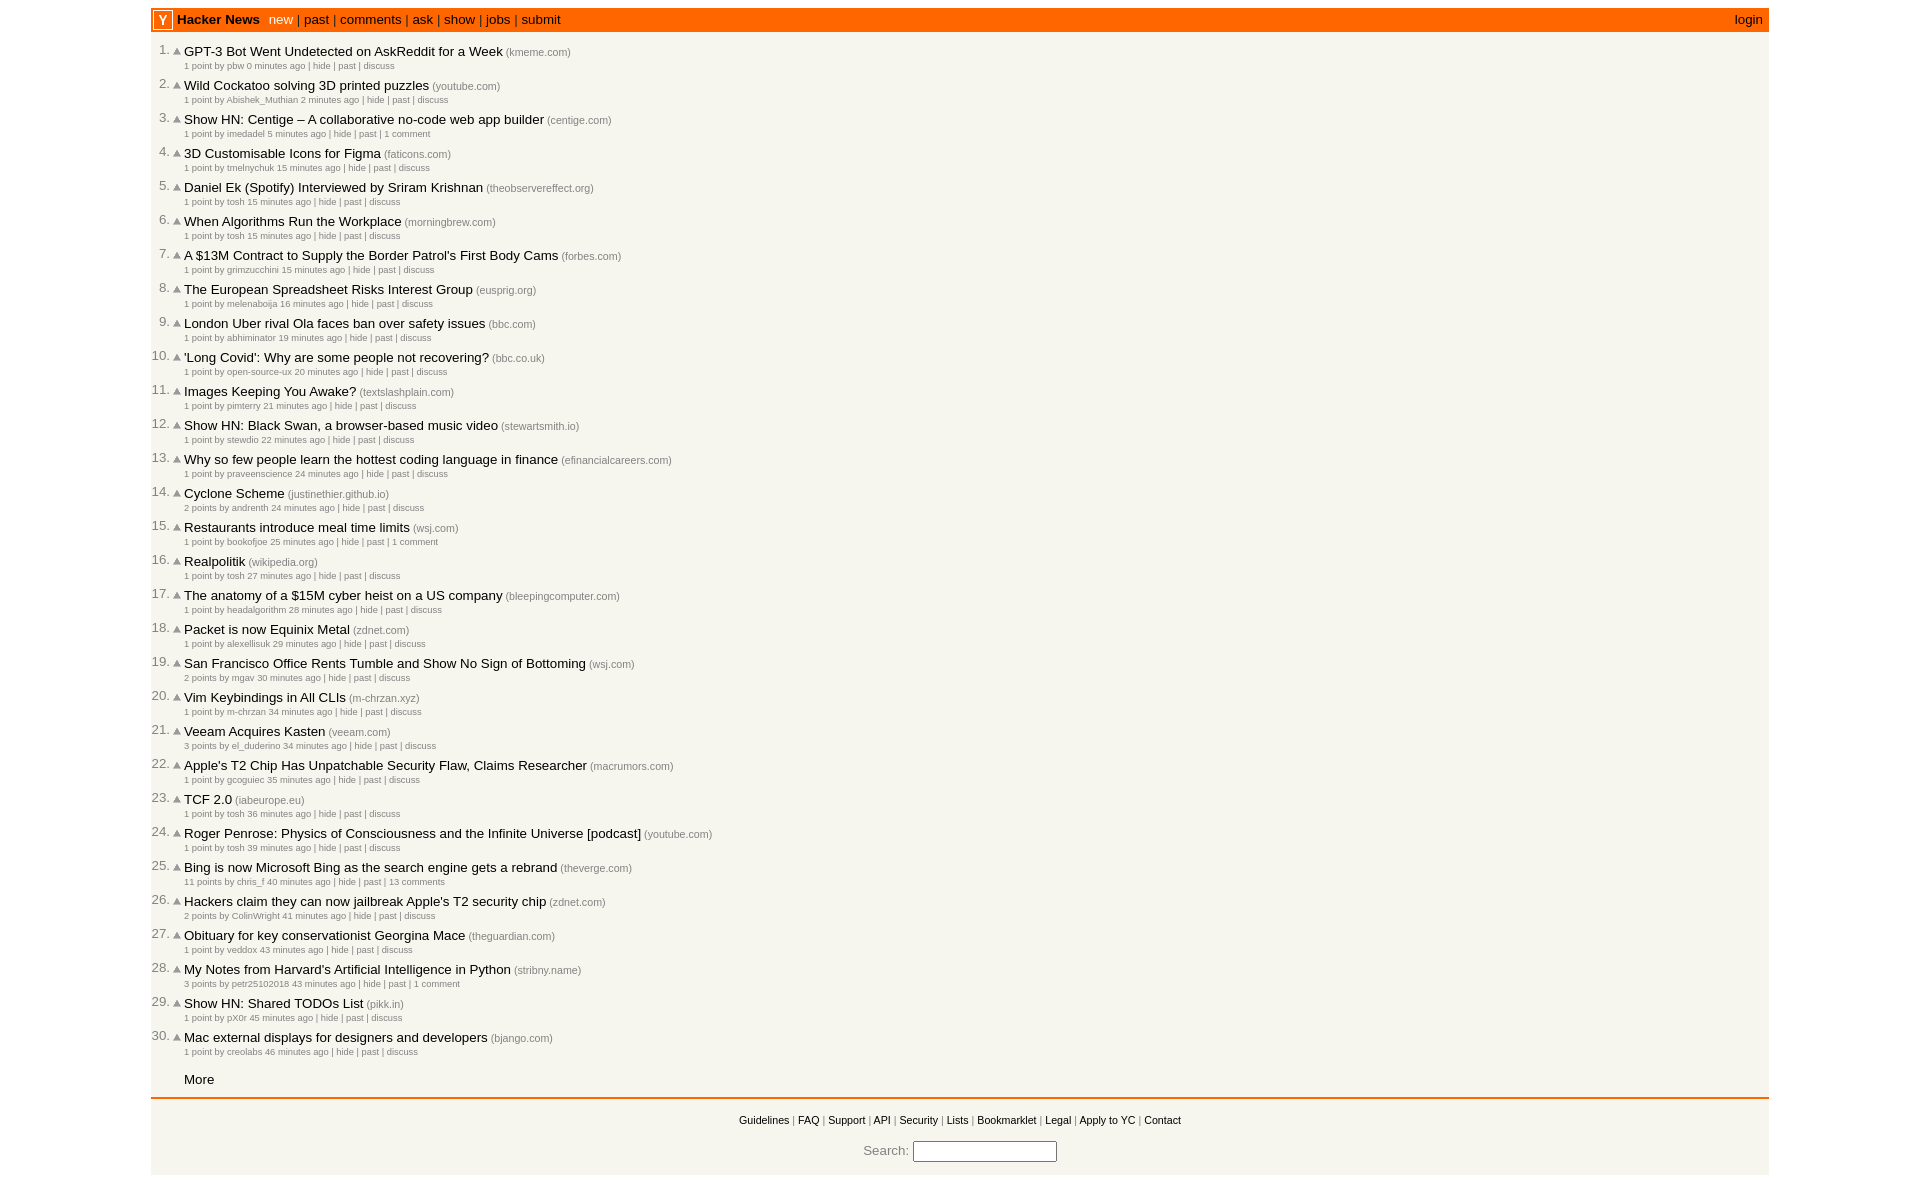 Y Hacker News new | past | comments | ask | show | jobs | submit login
1. GPT-3 Bot Went Undetected on AskReddit for a Week (kmeme.com)
1 point by pbw 0 minutes ago | hide | past | discuss
2. Wild Cockatoo solving 3D printed puzzles (youtube.com)
1 point by Abishek_Muthian 2 minutes ago | hide | past | discuss
3. Show HN: Centige – A collaborative no-code web app builder (centige.com)
1 point by imedadel 5 minutes ago | hide | past | 1 comment
4. 3D Customisable Icons for Figma (faticons.com)
1 point by tmelnychuk 15 minutes ago | hide | past | discuss
5. Daniel Ek (Spotify) Interviewed by Sriram Krishnan (theobservereffect.org)
1 point by tosh 15 minutes ago | hide | past | discuss
6. When Algorithms Run the Workplace (morningbrew.com)
1 point by tosh 15 minutes ago | hide | past | discuss
7. A $13M Contract to Supply the Border Patrol's First Body Cams (forbes.com)
1 point by grimzucchini 15 minutes ago | hide | past | discuss
8. The European Spreadsheet Risks Interest Group (eusprig.org)
1 point by melenaboija 16 minutes ago | hide | past | discuss
9. London Uber rival Ola faces ban over safety issues (bbc.com)
1 point by abhiminator 19 minutes ago | hide | past | discuss
10. 'Long Covid': Why are some people not recovering? (bbc.co.uk)
1 point by open-source-ux 20 minutes ago | hide | past | discuss
11. Images Keeping You Awake? (textslashplain.com)
1 point by pimterry 21 minutes ago | hide | past | discuss
12. Show HN: Black Swan, a browser-based music video (stewartsmith.io)
1 point by stewdio 22 minutes ago | hide | past | discuss
13. Why so few people learn the hottest coding language in finance (efinancialcareers.com)
1 point by praveenscience 24 minutes ago | hide | past | discuss
14. Cyclone Scheme (justinethier.github.io)
2 points by andrenth 24 minutes ago | hide | past | discuss
15. Restaurants introduce meal time limits (wsj.com)
1 point by bookofjoe 25 minutes ago | hide | past | 1 comment
16. Realpolitik (wikipedia.org)
1 point by tosh 27 minutes ago | hide | past | discuss
17. The anatomy of a $15M cyber heist on a US company (bleepingcomputer.com)
1 point by headalgorithm 28 minutes ago | hide | past | discuss
18. Packet is now Equinix Metal (zdnet.com)
1 point by alexellisuk 29 minutes ago | hide | past | discuss
19. San Francisco Office Rents Tumble and Show No Sign of Bottoming (wsj.com)
2 points by mgav 30 minutes ago | hide | past | discuss
20. Vim Keybindings in All CLIs (m-chrzan.xyz)
1 point by m-chrzan 34 minutes ago | hide | past | discuss
21. Veeam Acquires Kasten (veeam.com)
3 points by el_duderino 34 minutes ago | hide | past | discuss
22. Apple's T2 Chip Has Unpatchable Security Flaw, Claims Researcher (macrumors.com)
1 point by gcoguiec 35 minutes ago | hide | past | discuss
23. TCF 2.0 (iabeurope.eu)
1 point by tosh 36 minutes ago | hide | past | discuss
24. Roger Penrose: Physics of Consciousness and the Infinite Universe [podcast] (youtube.com)
1 point by tosh 39 minutes ago | hide | past | discuss
25. Bing is now Microsoft Bing as the search engine gets a rebrand (theverge.com)
11 points by chris_f 40 minutes ago | hide | past | 13 comments
26. Hackers claim they can now jailbreak Apple's T2 security chip (zdnet.com)
2 points by ColinWright 41 minutes ago | hide | past | discuss
27. Obituary for key conservationist Georgina Mace (theguardian.com)
1 point by veddox 43 minutes ago | hide | past | discuss
28. My Notes from Harvard's Artificial Intelligence in Python (stribny.name)
3 points by petr25102018 43 minutes ago | hide | past | 1 comment
29. Show HN: Shared TODOs List (pikk.in)
1 point by pX0r 45 minutes ago | hide | past | discuss
30. Mac external displays for designers and developers (bjango.com)
1 point by creolabs 46 minutes ago | hide | past | discuss
More
Guidelines | FAQ | Support | API | Security | Lists | Bookmarklet | Legal | Apply to YC | Contact
Search: